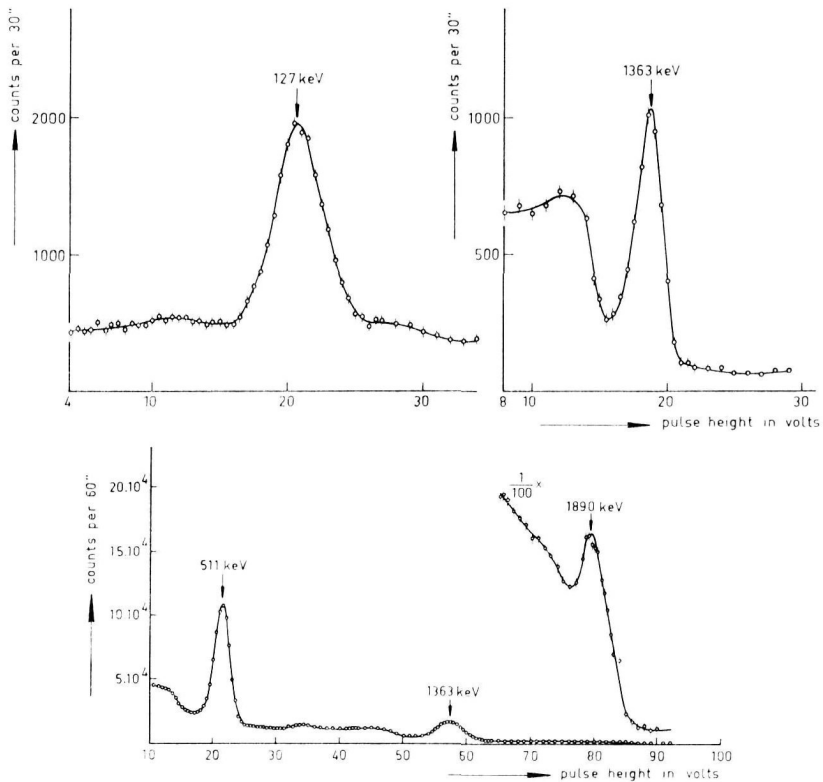 counts per 30"
127 keV
2000
1000
4
10
20
30
counts per 30"
1363 keV
1000
500
8
10
20
30
pulse height in volts
counts per 60"
20.10⁴
15.10⁴
10.10⁴
5.10⁴
511 keV
1363 keV
1/100 ×
1890 keV
10
20
30
40
50
60
70
80
90
100
pulse height in volts